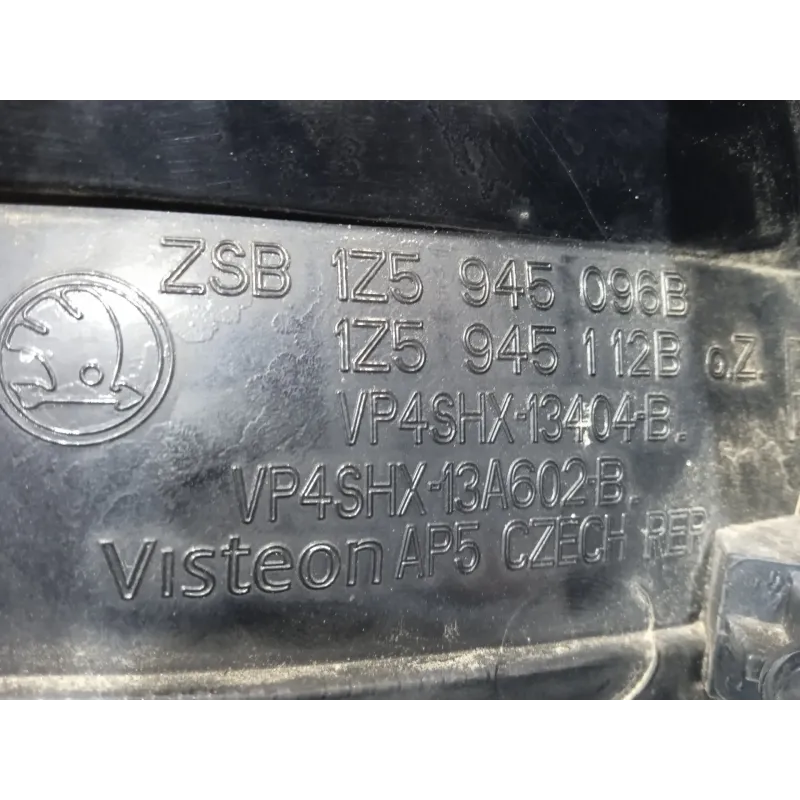 ZSB 1Z5 945 096B
1Z5 945 112B o.Z
VP4SHX-13404-B.
VP4SHX-13A602-B.
Visteon AP5 CZECH REP